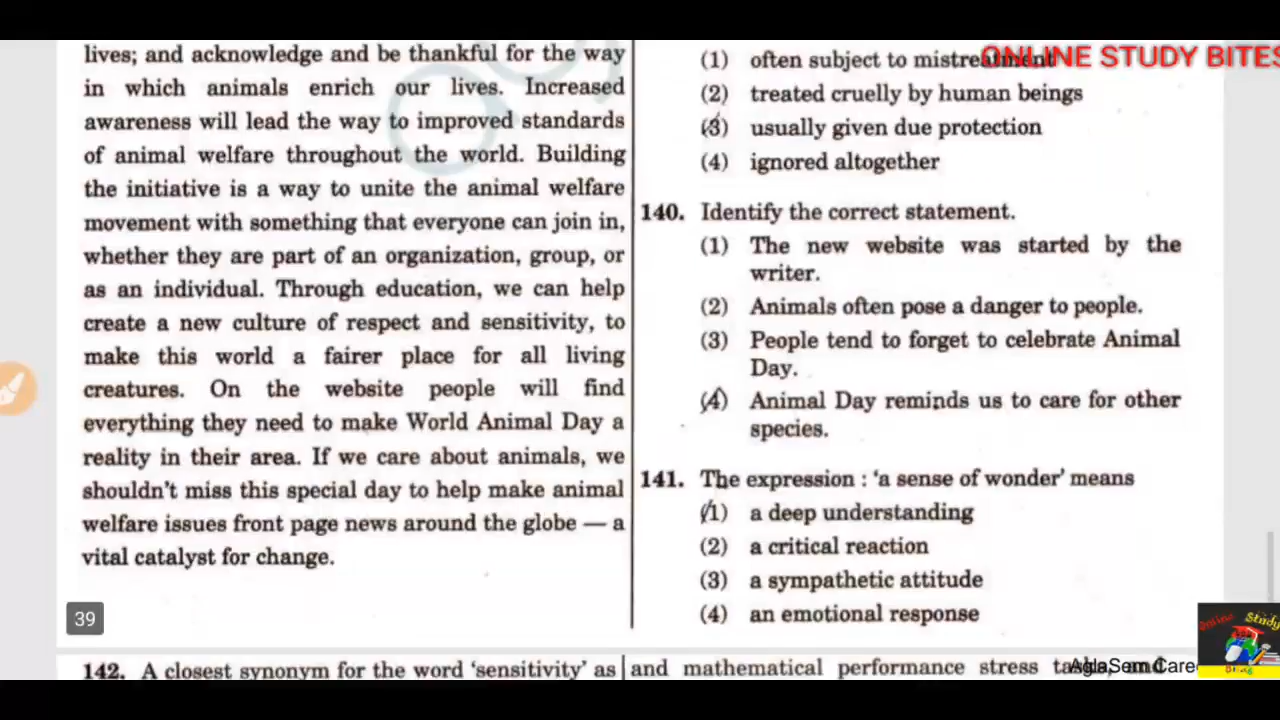 lives; and acknowledge and be thankful for the way
in which animals enrich our lives. Increased
awareness will lead the way to improved standards
of animal welfare throughout the world. Building
the initiative is a way to unite the animal welfare
movement with something that everyone can join in,
whether they are part of an organization, group, or
as an individual. Through education, we can help
create a new culture of respect and sensitivity, to
make this world a fairer place for all living
creatures. On the website people will find
everything they need to make World Animal Day a
reality in their area. If we care about animals, we
shouldn't miss this special day to help make animal
welfare issues front page news around the globe — a
vital catalyst for change.
39
(1) often subject to mistreatment
ONLINE STUDY BITES
(2) treated cruelly by human beings
(3) usually given due protection
(4) ignored altogether
140. Identify the correct statement.
(1) The new website was started by the
writer.
(2) Animals often pose a danger to people.
(3) People tend to forget to celebrate Animal
Day.
(4) Animal Day reminds us to care for other
species.
141. The expression : 'a sense of wonder' means
(1) a deep understanding
(2) a critical reaction
(3) a sympathetic attitude
(4) an emotional response
142. A closest synonym for the word 'sensitivity' as
and mathematical performance stress tasks, and
AglaSem Caree
Online Study
Bites